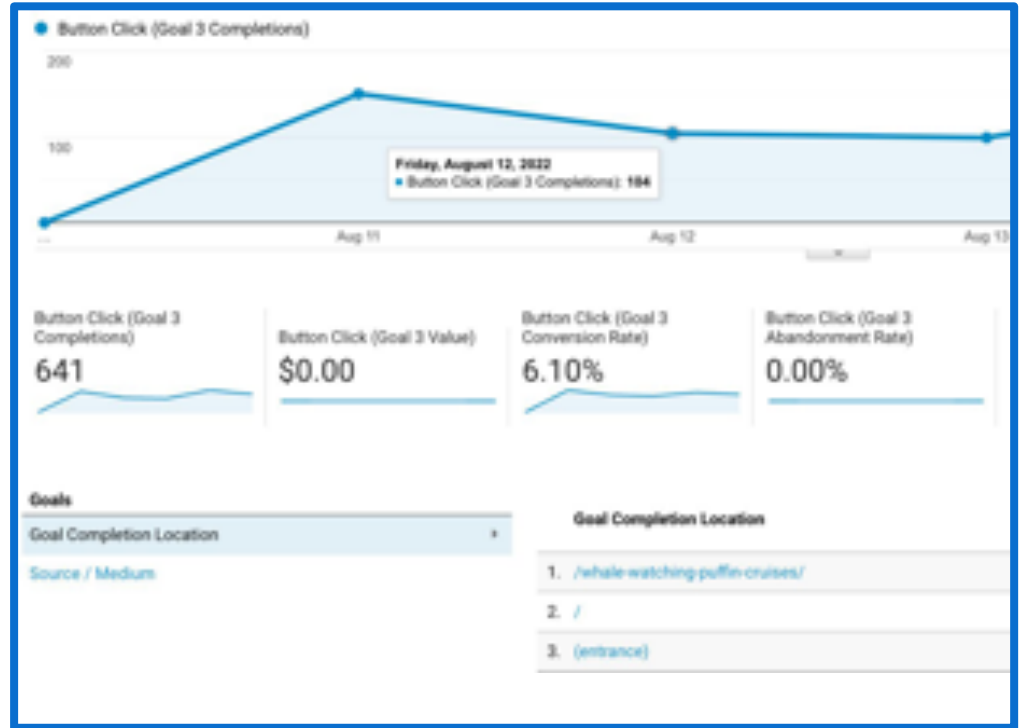 Button Click (Goal 3 Completions)
200
100
Friday, August 12, 2022
Button Click (Goal 3 Completions): 104
...
Aug 11
Aug 12
Aug 13
Button Click (Goal 3
Completions)
641
Button Click (Goal 3 Value)
$0.00
Button Click (Goal 3
Conversion Rate)
6.10%
Button Click (Goal 3
Abandonment Rate)
0.00%
Goals
Goal Completion Location
Source / Medium
Goal Completion Location
1. /whale-watching-puffin-cruises/
2. /
3. (entrance)